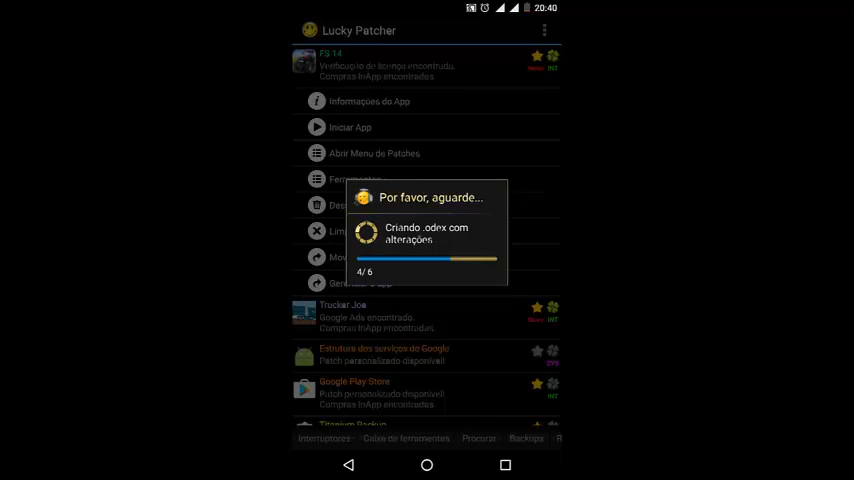 20:40
Lucky Patcher
FS 14
Verificação de licença encontrada.
Compras InApp encontradas.
INT
Informações do App
Iniciar App
Abrir Menu de Patches
Por favor, aguarde...
Criando .odex com
alterações
4/6
Trucker Joe
Google Ads encontrado.
Compras InApp encontradas.
INT
Estrutura dos serviços do Google
Patch personalizado disponível!
SYS
Google Play Store
Patch personalizado disponível!
Compras InApp encontradas.
INT
Titanium Backup
Interruptores
Caixa de ferramentas
Procurar
Backups
R